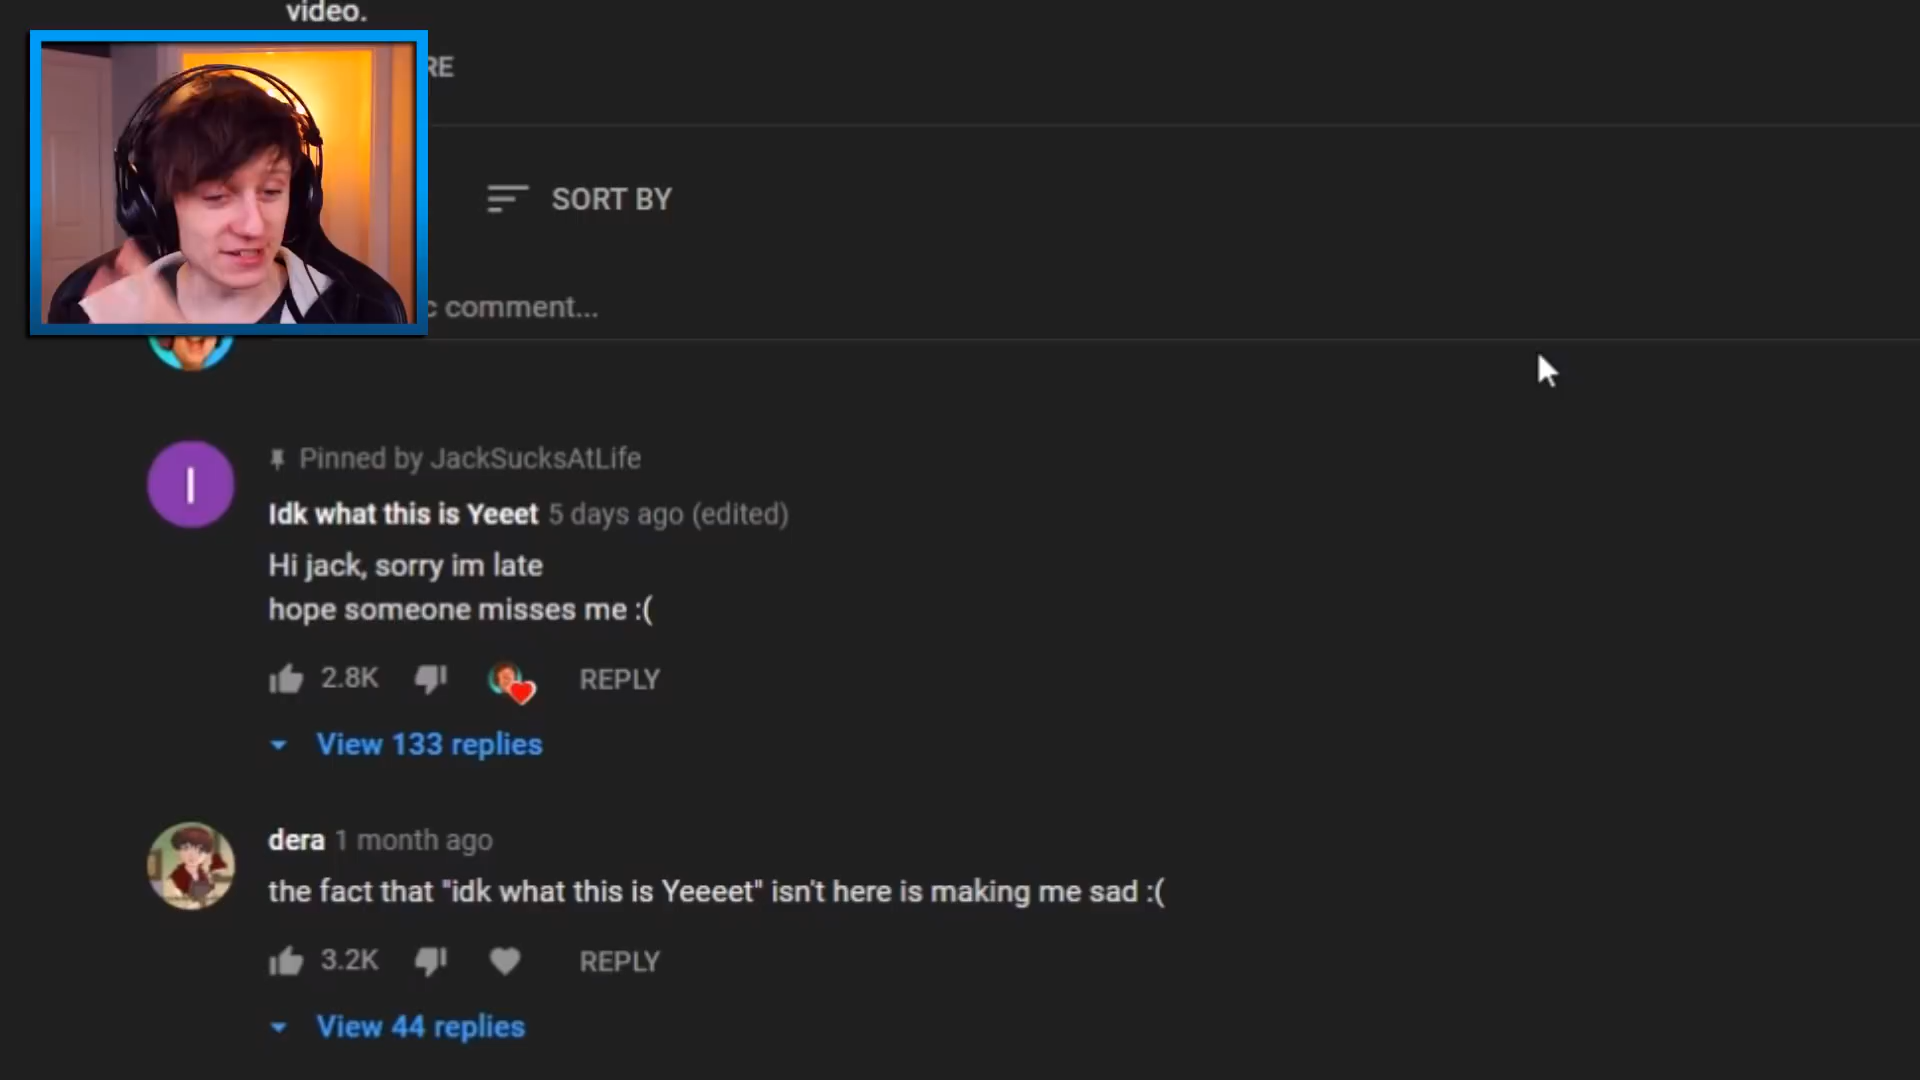 video.
RE
SORT BY
c comment...
I
Pinned by JackSucksAtLife
Idk what this is Yeeet 5 days ago (edited)
Hi jack, sorry im late
hope someone misses me :(
2.8K REPLY
View 133 replies
dera 1 month ago
the fact that "idk what this is Yeeeet" isn't here is making me sad :(
3.2K REPLY
View 44 replies